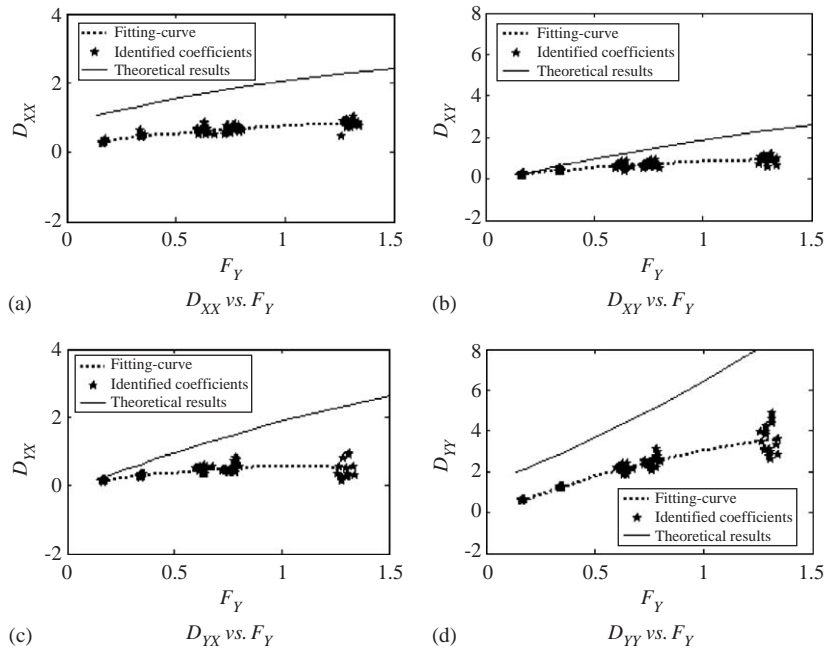 4
2
0
-2
D_XX
Fitting-curve
Identified coefficients
Theoretical results
0
0.5
1
1.5
F_Y
(a)
D_XX vs. F_Y
8
6
4
2
0
-2
D_XY
Fitting-curve
Identified coefficients
Theoretical results
0
0.5
1
1.5
F_Y
(b)
D_XY vs. F_Y
4
2
0
-2
D_YX
Fitting-curve
Identified coefficients
Theoretical results
0
0.5
1
1.5
F_Y
(c)
D_YX vs. F_Y
8
6
4
2
0
-2
D_YY
Fitting-curve
Identified coefficients
Theoretical results
0
0.5
1
1.5
F_Y
(d)
D_YY vs. F_Y